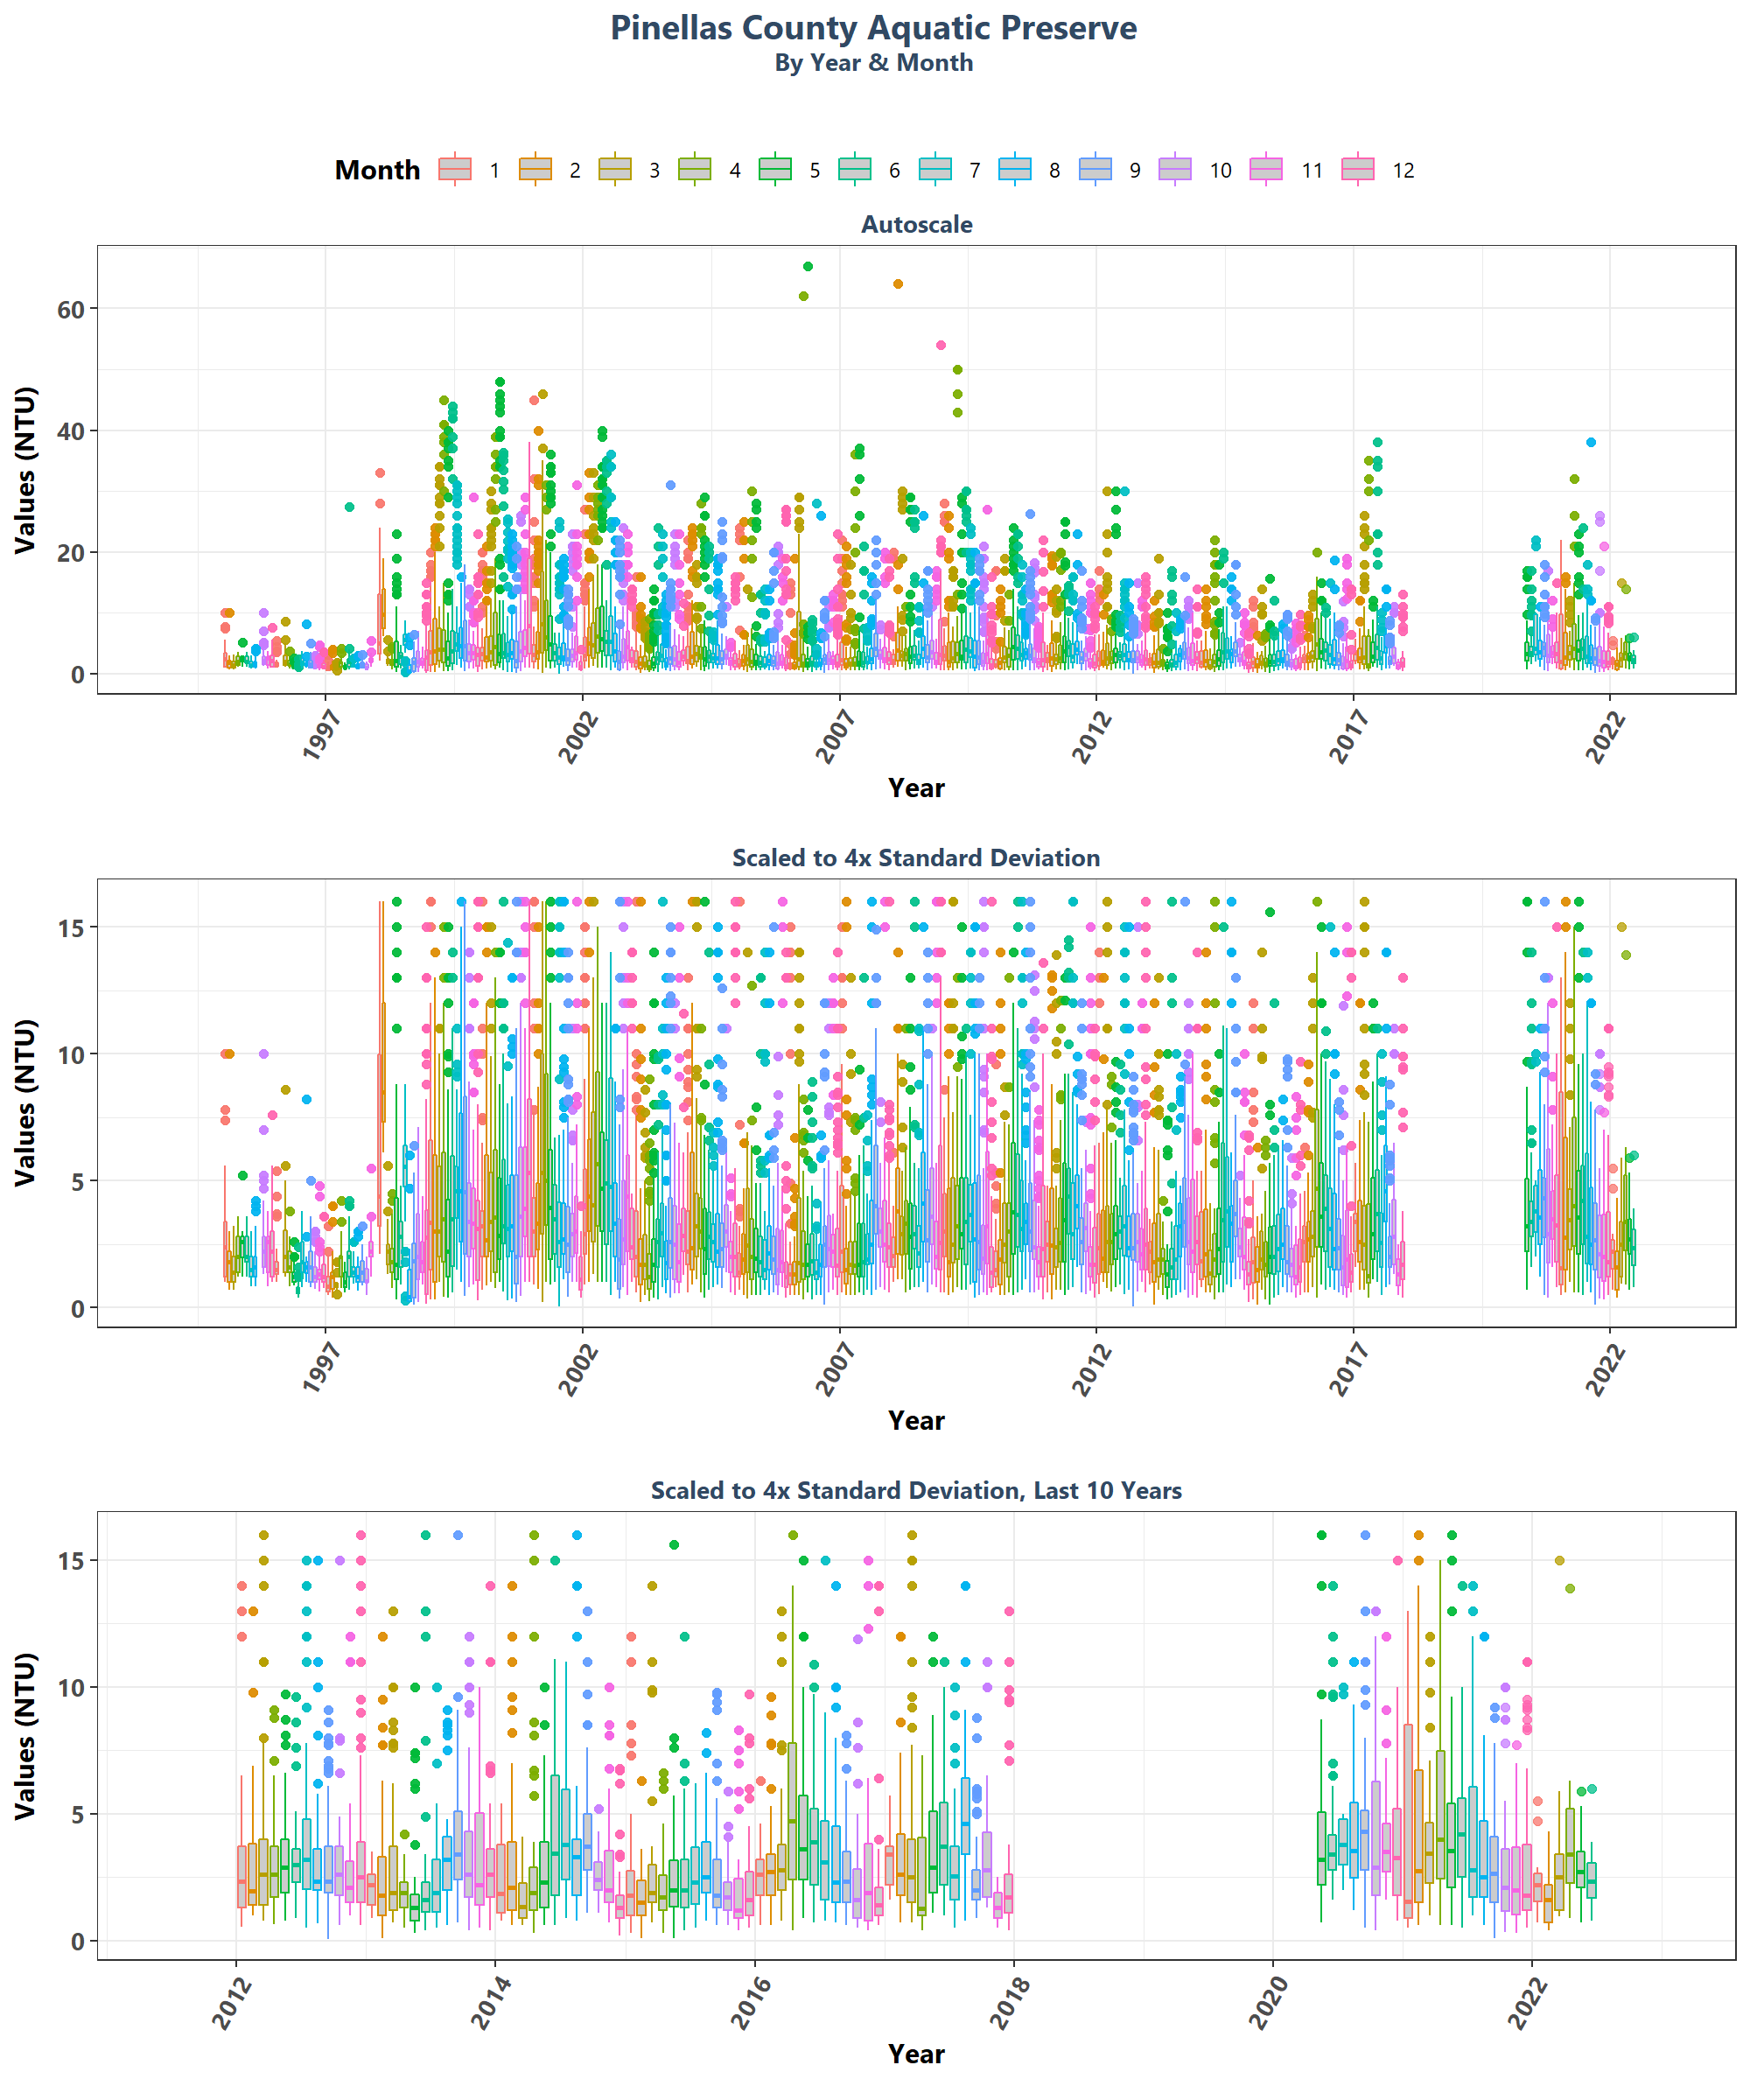 Pinellas County Aquatic Preserve
By Year & Month
Month 1 2 3 4 5 6 7 8 9 10 11 12
Autoscale
Values (NTU)
60
40
20
0
1997 2002 2007 2012 2017 2022
Year
Scaled to 4x Standard Deviation
Values (NTU)
15
10
5
0
1997 2002 2007 2012 2017 2022
Year
Scaled to 4x Standard Deviation, Last 10 Years
Values (NTU)
15
10
5
0
2012 2014 2016 2018 2020 2022
Year